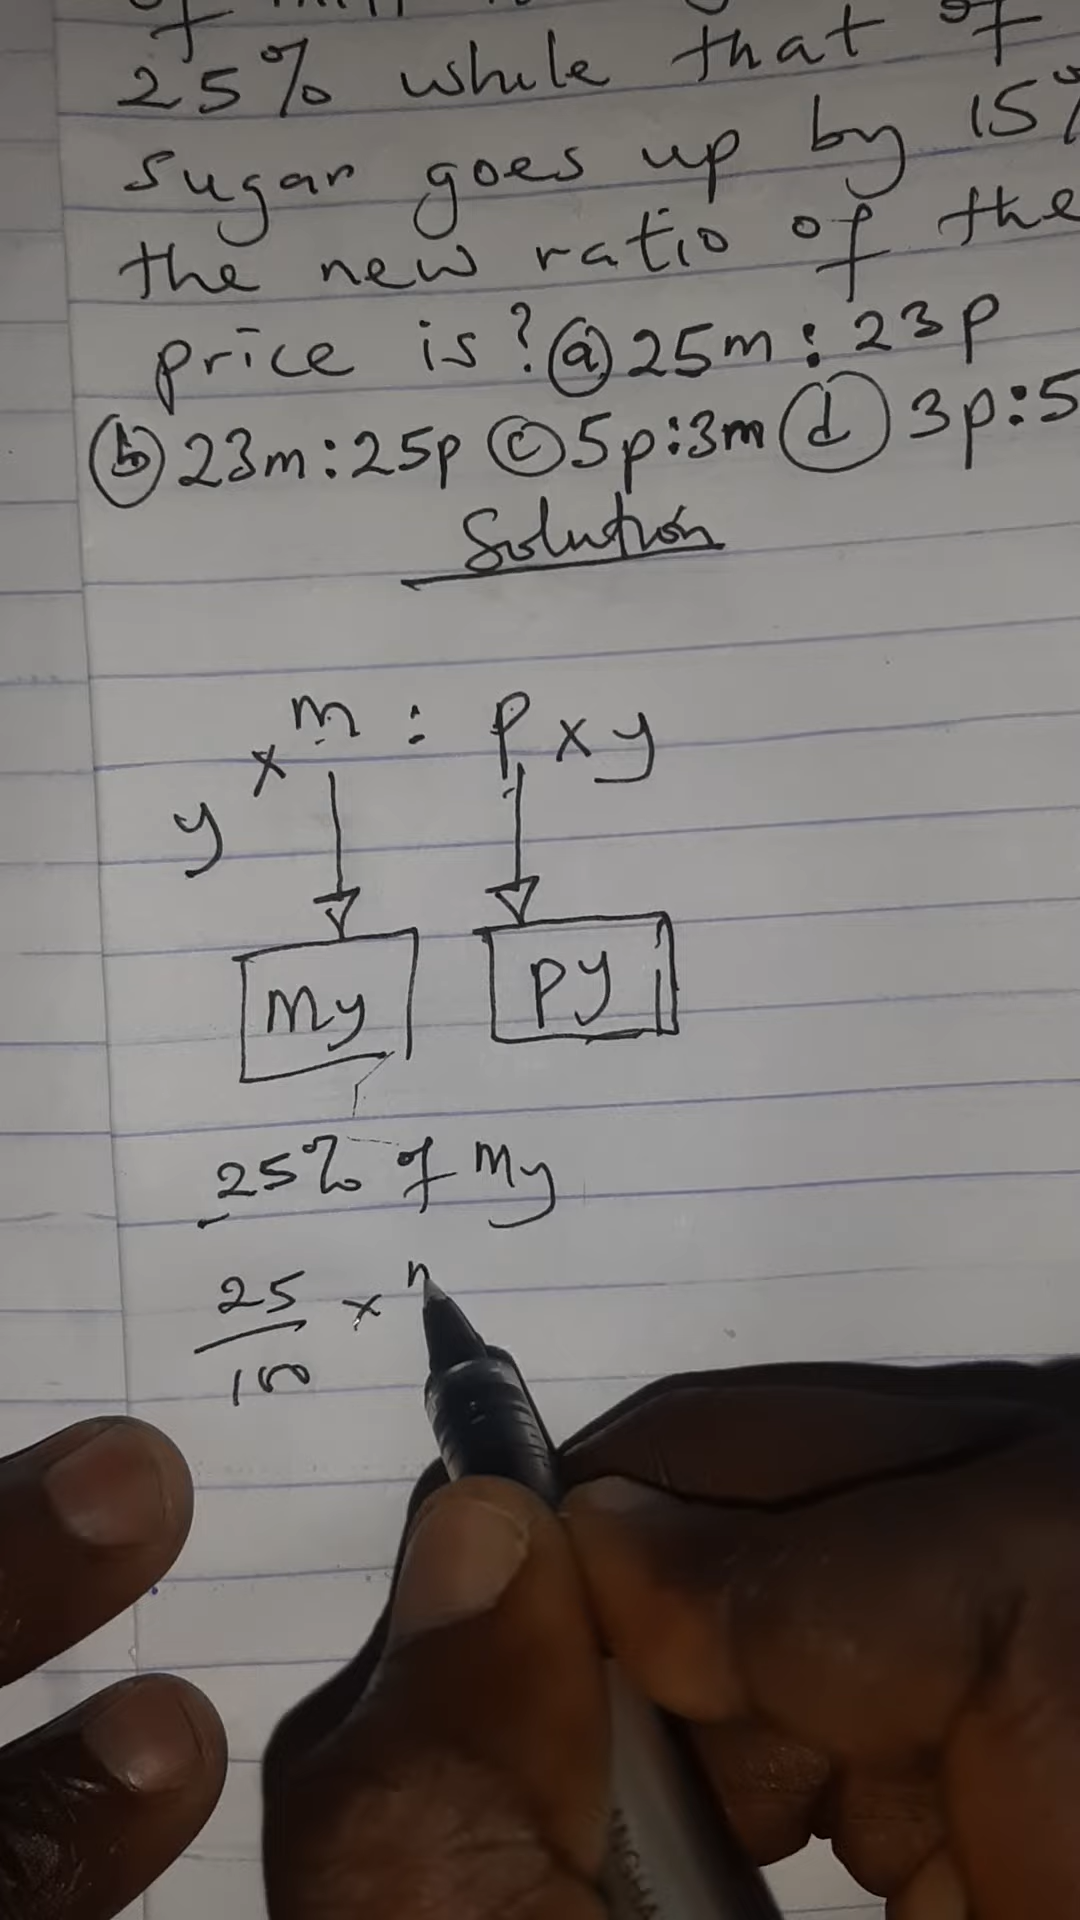 25% while that of
sugar goes up by 15%
the new ratio of the
price is? (a) 25m : 23p
(b) 23m : 25p (c) 5p : 3m (d) 3p : 5
Solution
y × m : p × y
My PY
25% of My
25/100 ×